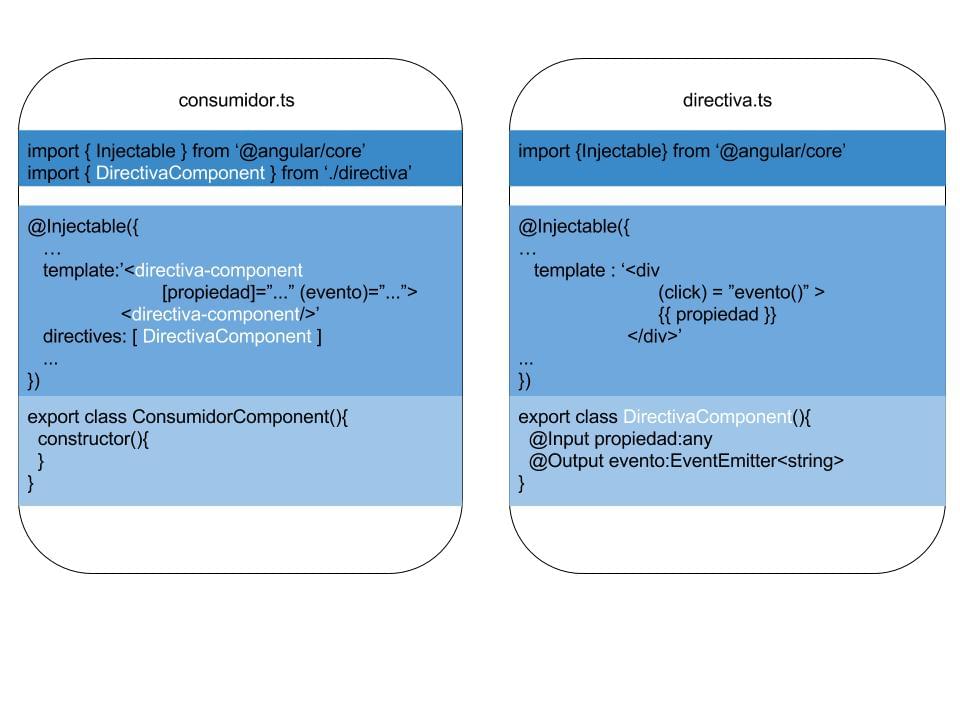 consumidor.ts
import { Injectable } from ‘@angular/core’
import { DirectivaComponent } from ‘./directiva’
@Injectable({
…
template:’<directiva-component
[propiedad]=”...” (evento)=”...”>
<directiva-component/>’
directives: [ DirectivaComponent ]
...
})
export class ConsumidorComponent(){
constructor(){
}
}
directiva.ts
import {Injectable} from ‘@angular/core’
@Injectable({
…
template : ‘<div
(click) = ”evento()” >
{{ propiedad }}
</div>’
...
})
export class DirectivaComponent(){
@Input propiedad:any
@Output evento:EventEmitter<string>
}